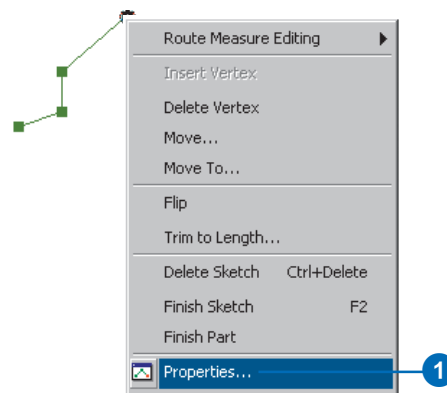 Route Measure Editing
Insert Vertex
Delete Vertex
Move...
Move To...
Flip
Trim to Length...
Delete Sketch Ctrl+Delete
Finish Sketch F2
Finish Part
Properties... 1